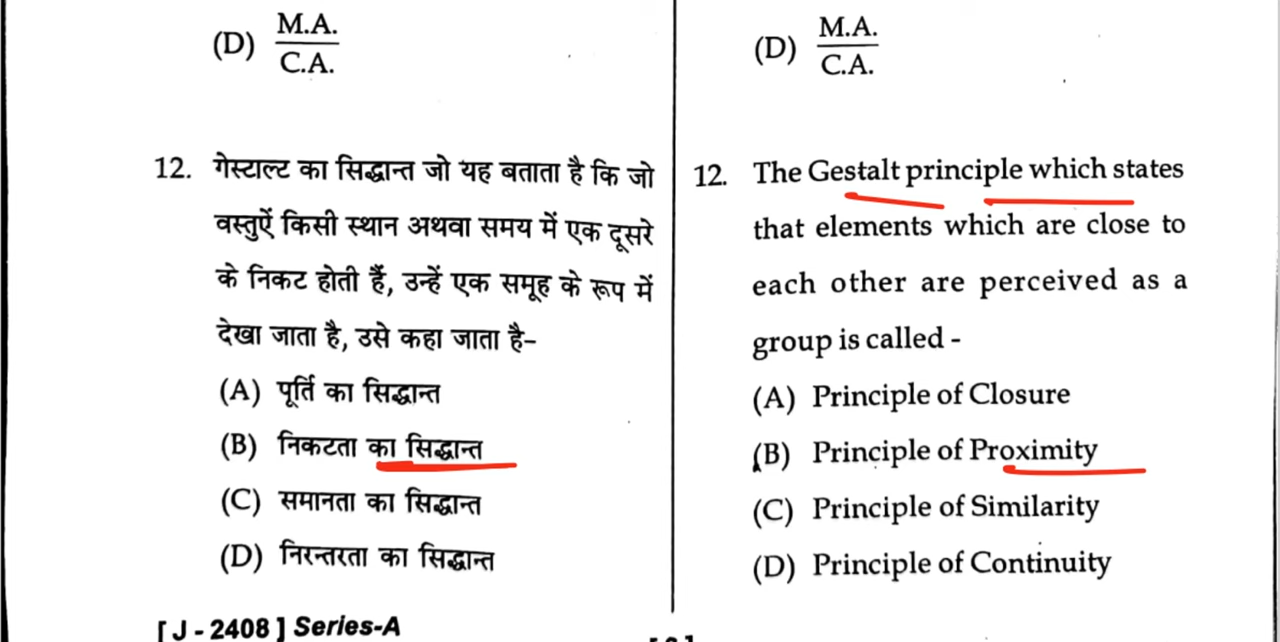 (D) M.A.
C.A.
12. गेस्टाल्ट का सिद्धान्त जो यह बताता है कि जो
वस्तुऐं किसी स्थान अथवा समय में एक दूसरे
के निकट होती हैं, उन्हें एक समूह के रूप में
देखा जाता है, उसे कहा जाता है-
(A) पूर्ति का सिद्धान्त
(B) निकटता का सिद्धान्त
(C) समानता का सिद्धान्त
(D) निरन्तरता का सिद्धान्त
[ J - 2408 ] Series-A
(D) M.A.
C.A.
12. The Gestalt principle which states
that elements which are close to
each other are perceived as a
group is called -
(A) Principle of Closure
(B) Principle of Proximity
(C) Principle of Similarity
(D) Principle of Continuity